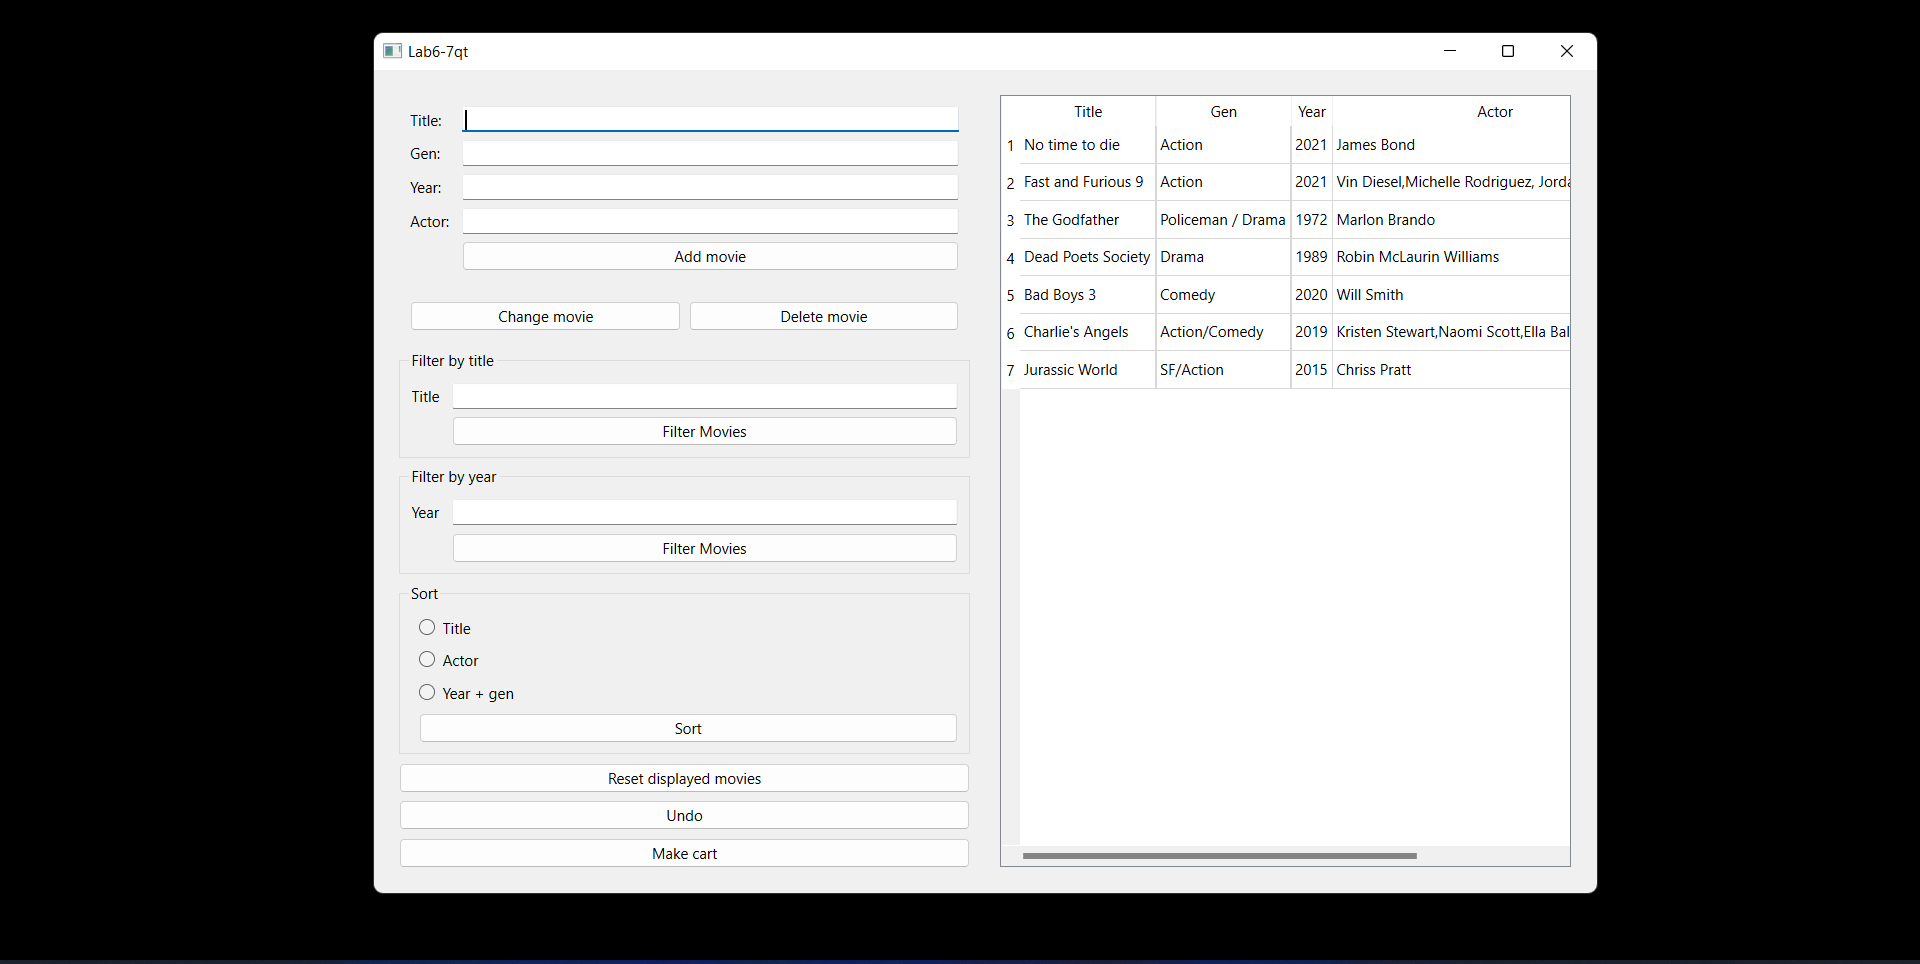 Lab6-7qt
Title:
Gen:
Year:
Actor:
Add movie
Change movie Delete movie
Filter by title
Title
Filter Movies
Filter by year
Year
Filter Movies
Sort
Title
Actor
Year + gen
Sort
Reset displayed movies
Undo
Make cart
Title Gen Year Actor
1 No time to die Action 2021 James Bond
2 Fast and Furious 9 Action 2021 Vin Diesel,Michelle Rodriguez, Jorda
3 The Godfather Policeman / Drama 1972 Marlon Brando
4 Dead Poets Society Drama 1989 Robin McLaurin Williams
5 Bad Boys 3 Comedy 2020 Will Smith
6 Charlie's Angels Action/Comedy 2019 Kristen Stewart,Naomi Scott,Ella Bal
7 Jurassic World SF/Action 2015 Chriss Pratt